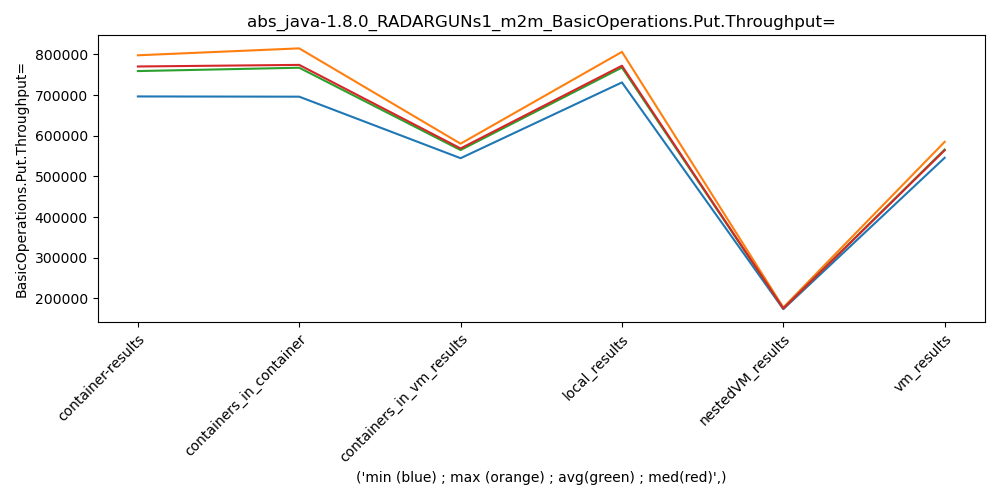 abs_java-1.8.0_RADARGUNs1_m2m_BasicOperations.Put.Throughput=
BasicOperations.Put.Throughput=
800000
700000
600000
500000
400000
300000
200000
container-results
containers_in_container
containers_in_vm_results
local_results
nestedVM_results
vm_results
('min (blue) ; max (orange) ; avg(green) ; med(red)',)